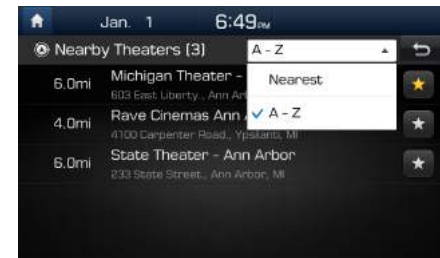 Jan. 1 6:49PM
Nearby Theaters (3) A - Z
Nearest
6.0mi Michigan Theater -
603 East Liberty., Ann Ar
✓ A - Z
4.0mi Rave Cinemas Ann
4100 Carpenter Road., Ypsilanti, MI
6.0mi State Theater - Ann Arbor
233 State Street., Ann Arbor, MI